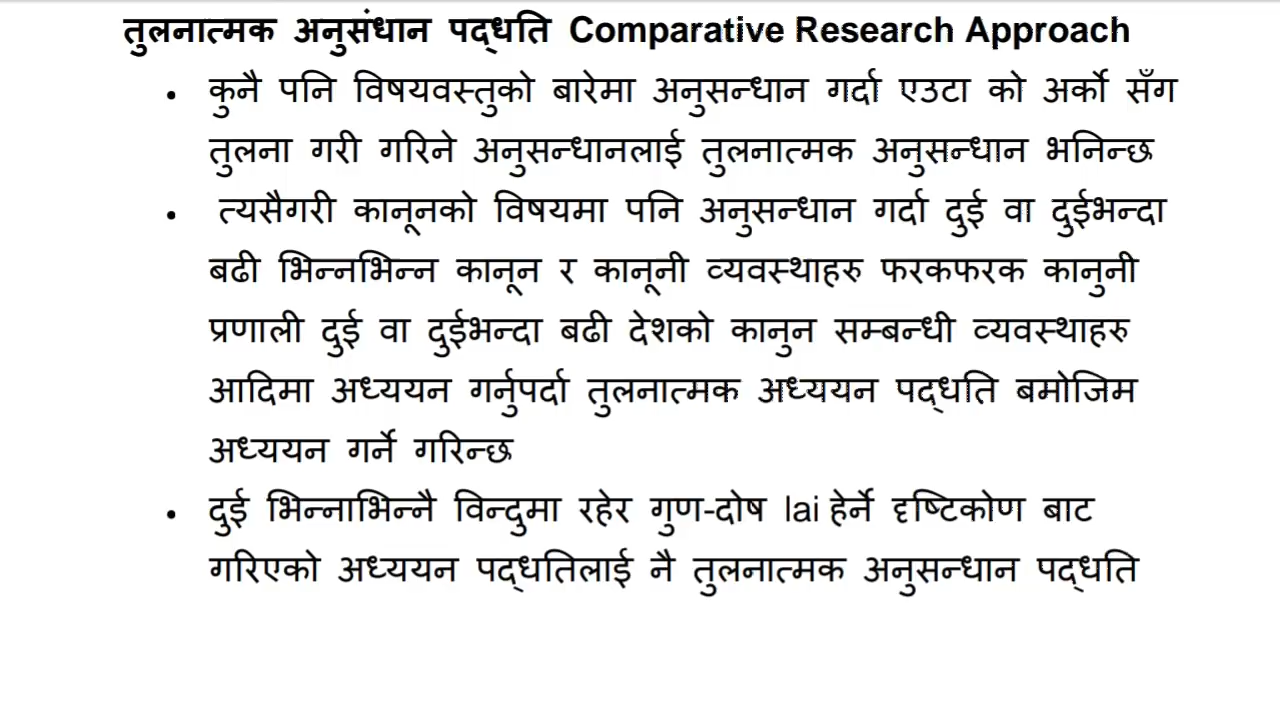 तुलनात्मक अनुसंधान पद्धति Comparative Research Approach
• कुनै पनि विषयवस्तुको बारेमा अनुसन्धान गर्दा एउटा को अर्को सँग
तुलना गरी गरिने अनुसन्धानलाई तुलनात्मक अनुसन्धान भनिन्छ
• त्यसैगरी कानूनको विषयमा पनि अनुसन्धान गर्दा दुई वा दुईभन्दा
बढी भिन्नभिन्न कानून र कानूनी व्यवस्थाहरु फरकफरक कानुनी
प्रणाली दुई वा दुईभन्दा बढी देशको कानुन सम्बन्धी व्यवस्थाहरु
आदिमा अध्ययन गर्नुपर्दा तुलनात्मक अध्ययन पद्धति बमोजिम
अध्ययन गर्ने गरिन्छ
• दुई भिन्नाभिन्नै विन्दुमा रहेर गुण-दोष lai हेर्ने दृष्टिकोण बाट
गरिएको अध्ययन पद्धतिलाई नै तुलनात्मक अनुसन्धान पद्धति